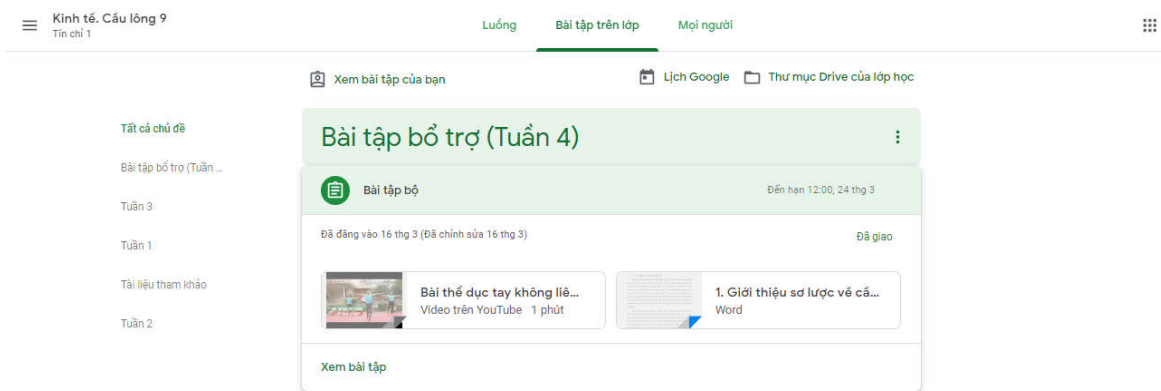 Kinh tế. Cầu lông 9
Tín chỉ 1
Luồng
Bài tập trên lớp
Mọi người
Xem bài tập của bạn
Lịch Google
Thư mục Drive của lớp học
Tất cả chủ đề
Bài tập bổ trợ (Tuần ...
Tuần 3
Tuần 1
Tài liệu tham khảo
Tuần 2
Bài tập bổ trợ (Tuần 4)
Bài tập bộ
Đến hạn 12:00, 24 thg 3
Đã đăng vào 16 thg 3 (Đã chỉnh sửa 16 thg 3)
Đã giao
Bài thể dục tay không liê...
Video trên YouTube 1 phút
1. Giới thiệu sơ lược về cầ...
Word
Xem bài tập